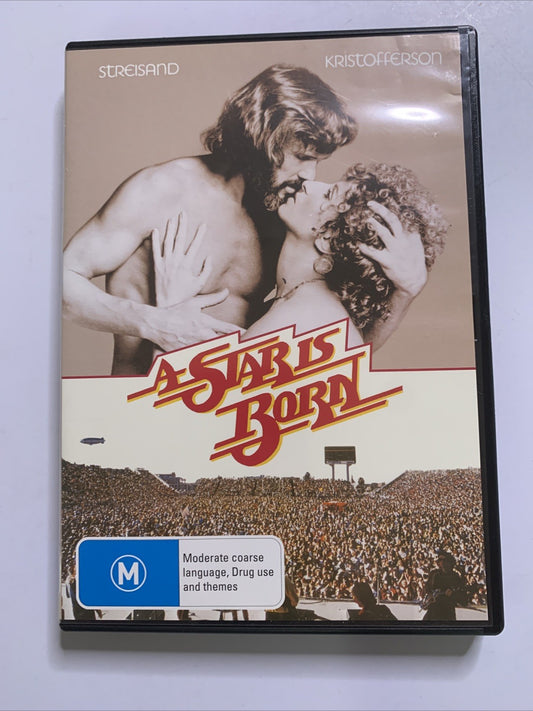 STREISAND KRISTOFFERSON
A STAR IS
BORN
M
Moderate coarse
language, Drug use
and themes